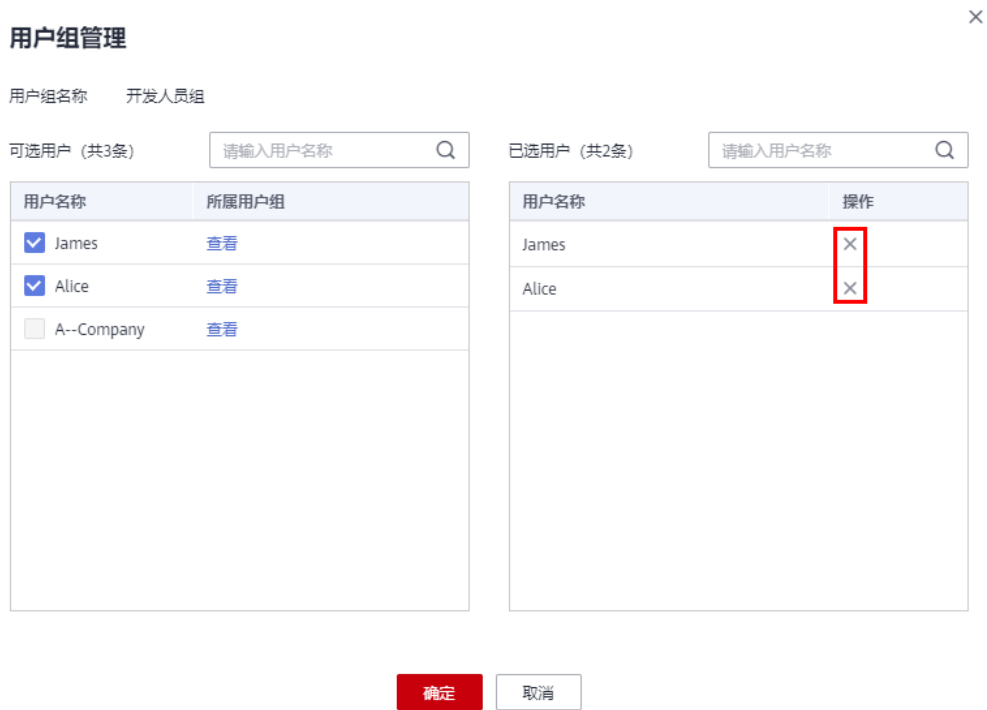 用户组管理
用户组名称 开发人员组
可选用户（共3条） 请输入用户名称
用户名称 所属用户组
James 查看
Alice 查看
A--Company 查看
已选用户（共2条） 请输入用户名称
用户名称 操作
James
Alice
确定 取消